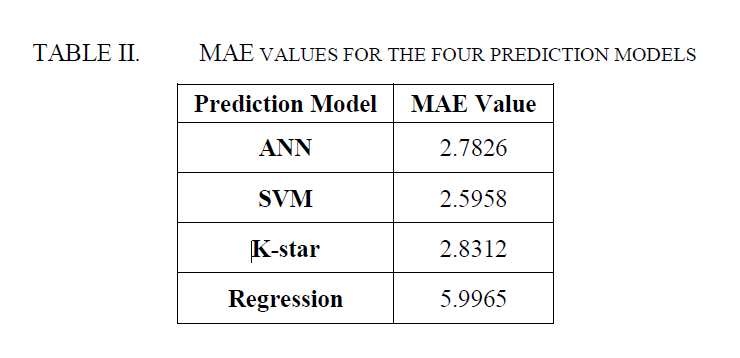 TABLE II. MAE VALUES FOR THE FOUR PREDICTION MODELS
Prediction Model MAE Value
ANN 2.7826
SVM 2.5958
K-star 2.8312
Regression 5.9965